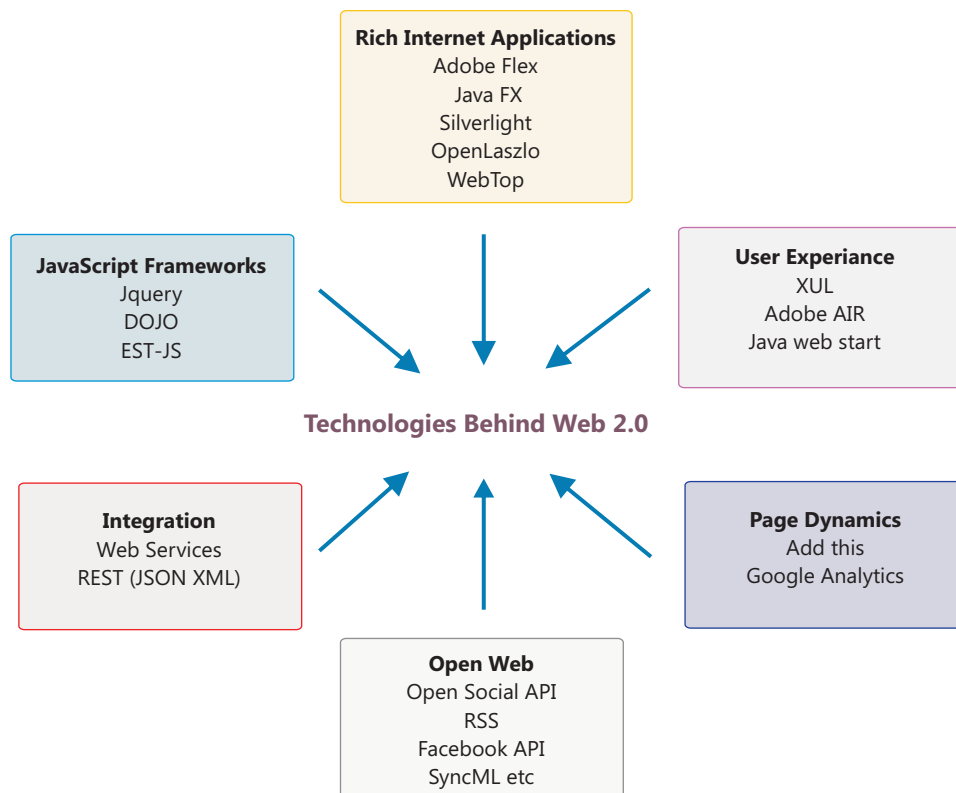 Rich Internet Applications
Adobe Flex
Java FX
Silverlight
OpenLaszlo
WebTop
JavaScript Frameworks
Jquery
DOJO
EST-JS
User Experiance
XUL
Adobe AIR
Java web start
Technologies Behind Web 2.0
Integration
Web Services
REST (JSON XML)
Page Dynamics
Add this
Google Analytics
Open Web
Open Social API
RSS
Facebook API
SyncML etc